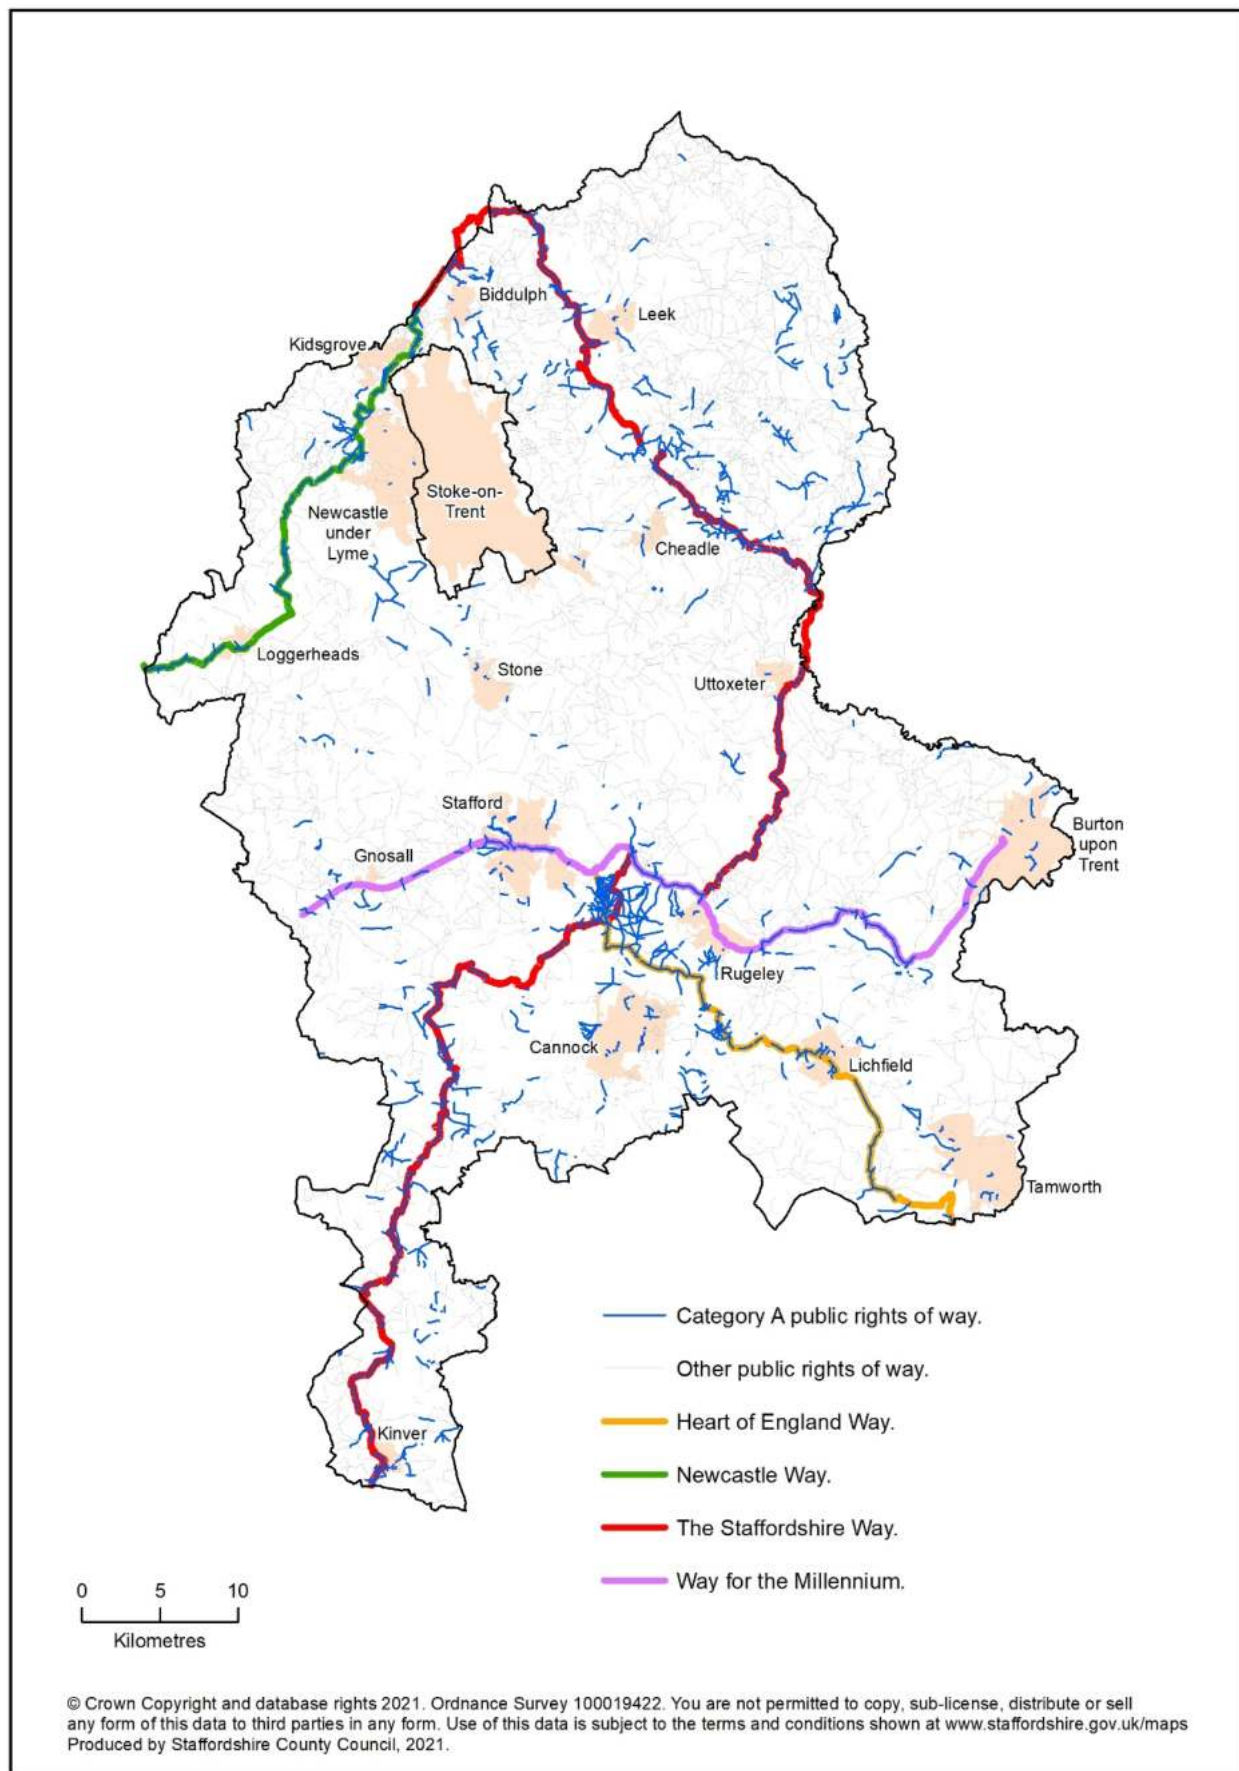 Biddulph
Leek
Kidsgrove
Stoke-on-
Trent
Newcastle
under
Lyme
Cheadle
Loggerheads
Stone
Uttoxeter
Stafford
Gnosall
Burton
upon
Trent
Rugeley
Cannock
Lichfield
Tamworth
Kinver
Category A public rights of way.
Other public rights of way.
Heart of England Way.
Newcastle Way.
The Staffordshire Way.
Way for the Millennium.
0 5 10
Kilometres
© Crown Copyright and database rights 2021. Ordnance Survey 100019422. You are not permitted to copy, sub-license, distribute or sell
any form of this data to third parties in any form. Use of this data is subject to the terms and conditions shown at www.staffordshire.gov.uk/maps
Produced by Staffordshire County Council, 2021.